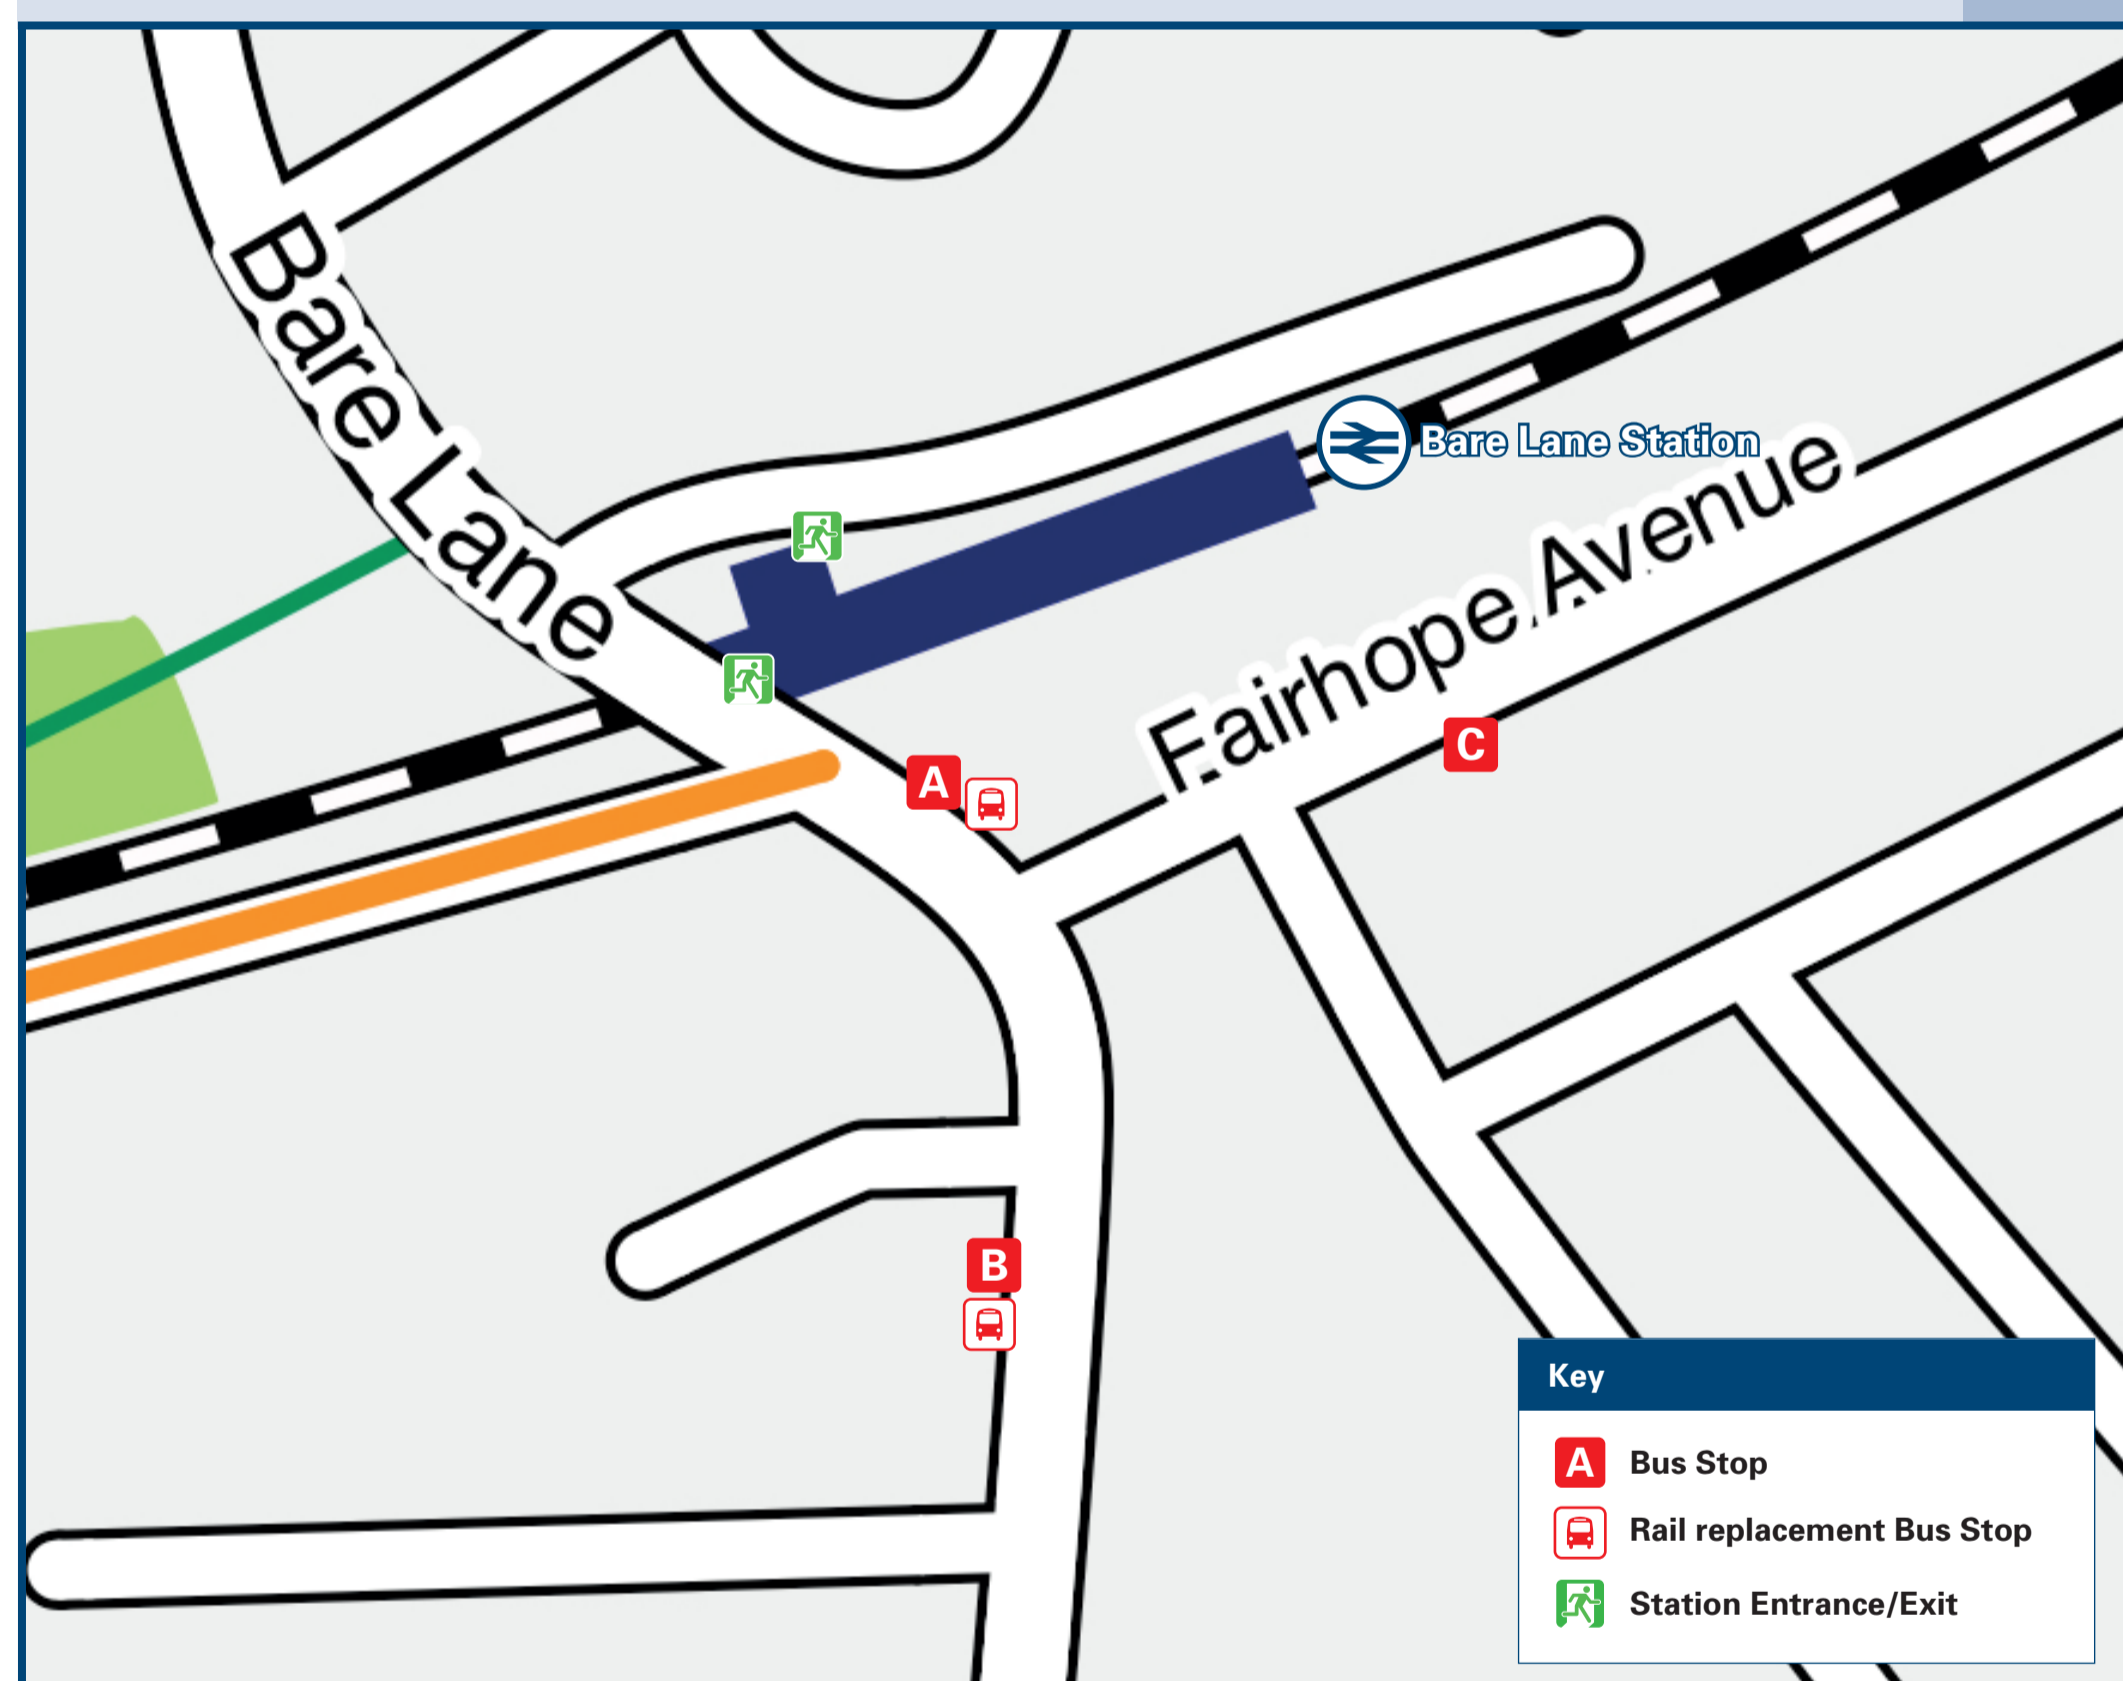 Bare Lane
Bare Lane Station
Fairhope Avenue
A
C
B
Key
A Bus Stop
Rail replacement Bus Stop
Station Entrance/Exit